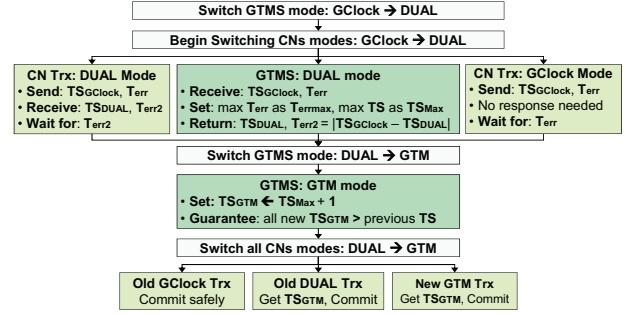 Switch GTMS mode: GClock → DUAL
Begin Switching CNs modes: GClock → DUAL
CN Trx: DUAL Mode
• Send: TSGClock, Terr
• Receive: TSDUAL, Terr2
• Wait for: Terr2
GTMS: DUAL mode
• Receive: TSGClock, Terr
• Set: max Terr as Terrmax, max TS as TSMax
• Return: TSDUAL, Terr2 = |TSGClock – TSDUAL|
CN Trx: GClock Mode
• Send: TSGClock, Terr
• No response needed
• Wait for: Terr
Switch GTMS mode: DUAL → GTM
GTMS: GTM mode
• Set: TSGTM ← TSMax + 1
• Guarantee: all new TSGTM > previous TS
Switch all CNs modes: DUAL → GTM
Old GClock Trx
Commit safely
Old DUAL Trx
Get TSGTM, Commit
New GTM Trx
Get TSGTM, Commit